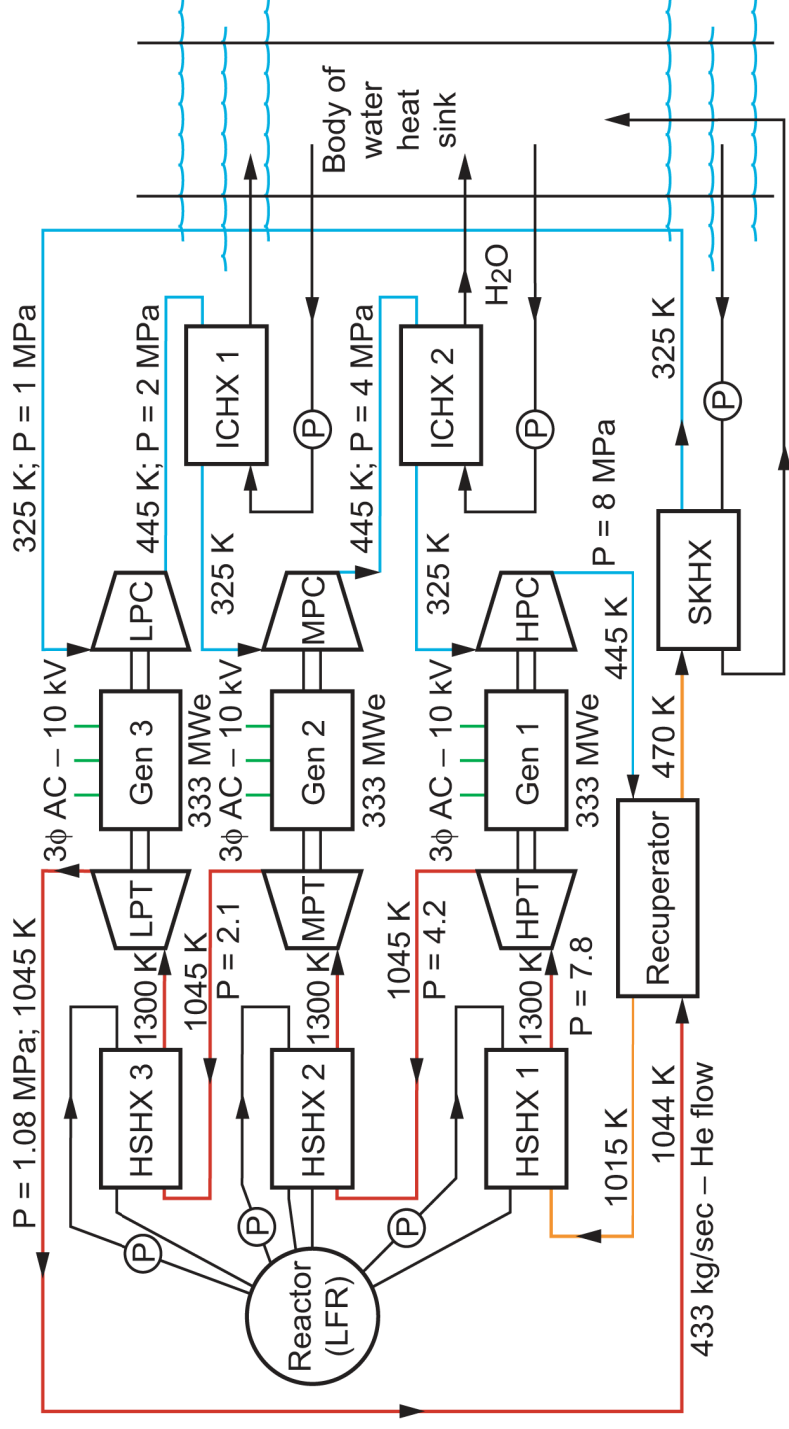 P = 1.08 MPa; 1045 K
3ϕ AC – 10 kV
325 K; P = 1 MPa
HSHX 3
1300 K
LPT
Gen 3
333 MWe
LPC
445 K; P = 2 MPa
1045 K
P = 2.1
325 K
ICHX 1
P
P
Body of
water
heat
sink
3ϕ AC – 10 kV
HSHX 2
1300 K
MPT
Gen 2
333 MWe
MPC
445 K; P = 4 MPa
P
Reactor
(LFR)
1045 K
P = 4.2
325 K
ICHX 2
H2O
P
P
3ϕ AC – 10 kV
HSHX 1
1300 K
P = 7.8
HPT
Gen 1
333 MWe
HPC
P = 8 MPa
1015 K
445 K
Recuperator
1044 K
433 kg/sec – He flow
470 K
SKHX
325 K
P